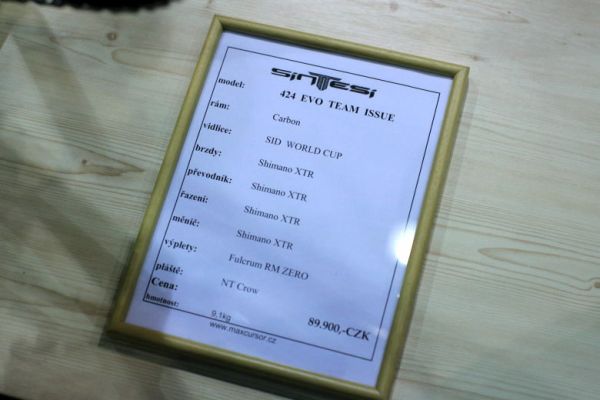 SINTESI
model: 424 EVO TEAM ISSUE
rám: Carbon
vidlice: SID WORLD CUP
brzdy: Shimano XTR
převodník: Shimano XTR
řazení: Shimano XTR
měnič: Shimano XTR
výplety: Fulcrum RM ZERO
pláště: NT Crow
Cena: 89.900,-CZK
hmotnost: 9,1kg
www.maxcursor.cz